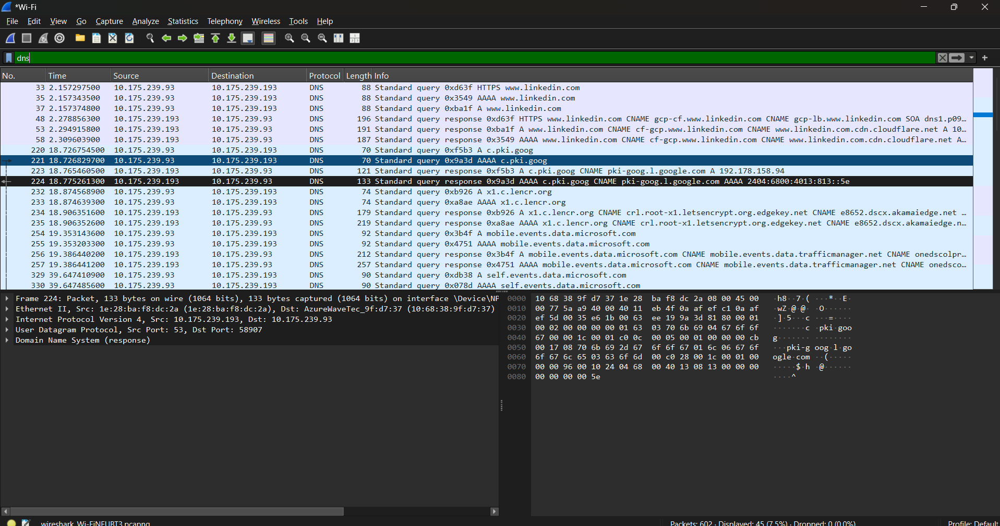 *Wi-Fi
File Edit View Go Capture Analyze Statistics Telephony Wireless Tools Help
dns
No. Time Source Destination Protocol Length Info
33 2.157297500 10.175.239.93 10.175.239.193 DNS 88 Standard query 0xd63f HTTPS www.linkedin.com
35 2.157343500 10.175.239.93 10.175.239.193 DNS 88 Standard query 0x3549 AAAA www.linkedin.com
37 2.157374800 10.175.239.93 10.175.239.193 DNS 88 Standard query 0xba1f A www.linkedin.com
48 2.278856300 10.175.239.193 10.175.239.93 DNS 196 Standard query response 0xd63f HTTPS www.linkedin.com CNAME gcp-cf.www.linkedin.com CNAME gcp-lb.www.linkedin.com SOA dns1.p09…
53 2.294915800 10.175.239.193 10.175.239.93 DNS 191 Standard query response 0xba1f A www.linkedin.com CNAME cf-gcp.www.linkedin.com CNAME www.linkedin.com.cdn.cloudflare.net A 10…
58 2.309603900 10.175.239.193 10.175.239.93 DNS 187 Standard query response 0x3549 AAAA www.linkedin.com CNAME cf-gcp.www.linkedin.com CNAME www.linkedin.com.cdn.cloudflare.net A…
220 18.726754500 10.175.239.93 10.175.239.193 DNS 70 Standard query 0xf5b3 A c.pki.goog
221 18.726829700 10.175.239.93 10.175.239.193 DNS 70 Standard query 0x9a3d AAAA c.pki.goog
223 18.765460500 10.175.239.193 10.175.239.93 DNS 121 Standard query response 0xf5b3 A c.pki.goog CNAME pki-goog.l.google.com A 192.178.158.94
224 18.775261300 10.175.239.193 10.175.239.93 DNS 133 Standard query response 0x9a3d AAAA c.pki.goog CNAME pki-goog.l.google.com AAAA 2404:6800:4013:813::5e
232 18.874568900 10.175.239.93 10.175.239.193 DNS 74 Standard query 0xb926 A x1.c.lencr.org
233 18.874639300 10.175.239.93 10.175.239.193 DNS 74 Standard query 0xa8ae AAAA x1.c.lencr.org
234 18.906351600 10.175.239.193 10.175.239.93 DNS 179 Standard query response 0xb926 A x1.c.lencr.org CNAME crl.root-x1.letsencrypt.org.edgekey.net CNAME e8652.dscx.akamaiedge.net …
235 18.906352600 10.175.239.193 10.175.239.93 DNS 219 Standard query response 0xa8ae AAAA x1.c.lencr.org CNAME crl.root-x1.letsencrypt.org.edgekey.net CNAME e8652.dscx.akamaiedge.n…
254 19.353143600 10.175.239.93 10.175.239.193 DNS 92 Standard query 0x3b4f A mobile.events.data.microsoft.com
255 19.353203300 10.175.239.93 10.175.239.193 DNS 92 Standard query 0x4751 AAAA mobile.events.data.microsoft.com
256 19.386440200 10.175.239.193 10.175.239.93 DNS 212 Standard query response 0x3b4f A mobile.events.data.microsoft.com CNAME mobile.events.data.trafficmanager.net CNAME onedscolpr…
257 19.386441200 10.175.239.193 10.175.239.93 DNS 257 Standard query response 0x4751 AAAA mobile.events.data.microsoft.com CNAME mobile.events.data.trafficmanager.net CNAME onedsco…
329 39.647410900 10.175.239.93 10.175.239.193 DNS 90 Standard query 0xdb38 A self.events.data.microsoft.com
330 39.647485600 10.175.239.93 10.175.239.193 DNS 90 Standard query 0x078d AAAA self.events.data.microsoft.com
Frame 224: Packet, 133 bytes on wire (1064 bits), 133 bytes captured (1064 bits) on interface \Device\NP
Ethernet II, Src: 1e:28:ba:f8:dc:2a (1e:28:ba:f8:dc:2a), Dst: AzureWaveTec_9f:d7:37 (10:68:38:9f:d7:37)
Internet Protocol Version 4, Src: 10.175.239.193, Dst: 10.175.239.93
User Datagram Protocol, Src Port: 53, Dst Port: 58907
Domain Name System (response)
0000 10 68 38 9f d7 37 1e 28 ba f8 dc 2a 08 00 45 00 ·h8··7·( ···*··E·
0010 00 77 5a a9 40 00 40 11 eb 4f 0a af ef c1 0a af ·wZ·@·@· ·O······
0020 ef 5d 00 35 e6 1b 00 63 ee 19 9a 3d 81 80 00 01 ·]·5···c ···=····
0030 00 02 00 00 00 00 01 63 03 70 6b 69 04 67 6f 6f ·······c ·pki·goo
0040 67 00 00 1c 00 01 c0 0c 00 05 00 01 00 00 00 cb g······· ········
0050 00 17 08 70 6b 69 2d 67 6f 6f 67 01 6c 06 67 6f ···pki-g oog·l·go
0060 6f 67 6c 65 03 63 6f 6d 00 c0 28 00 1c 00 01 00 ogle·com ··(·····
0070 00 00 96 00 10 24 04 68 00 40 13 08 13 00 00 00 ·····$·h ·@······
0080 00 00 00 00 5e ····^
wireshark_Wi-FiNEUBT3.pcapng
Packets: 602 · Displayed: 45 (7.5%) · Dropped: 0 (0.0%)
Profile: Default